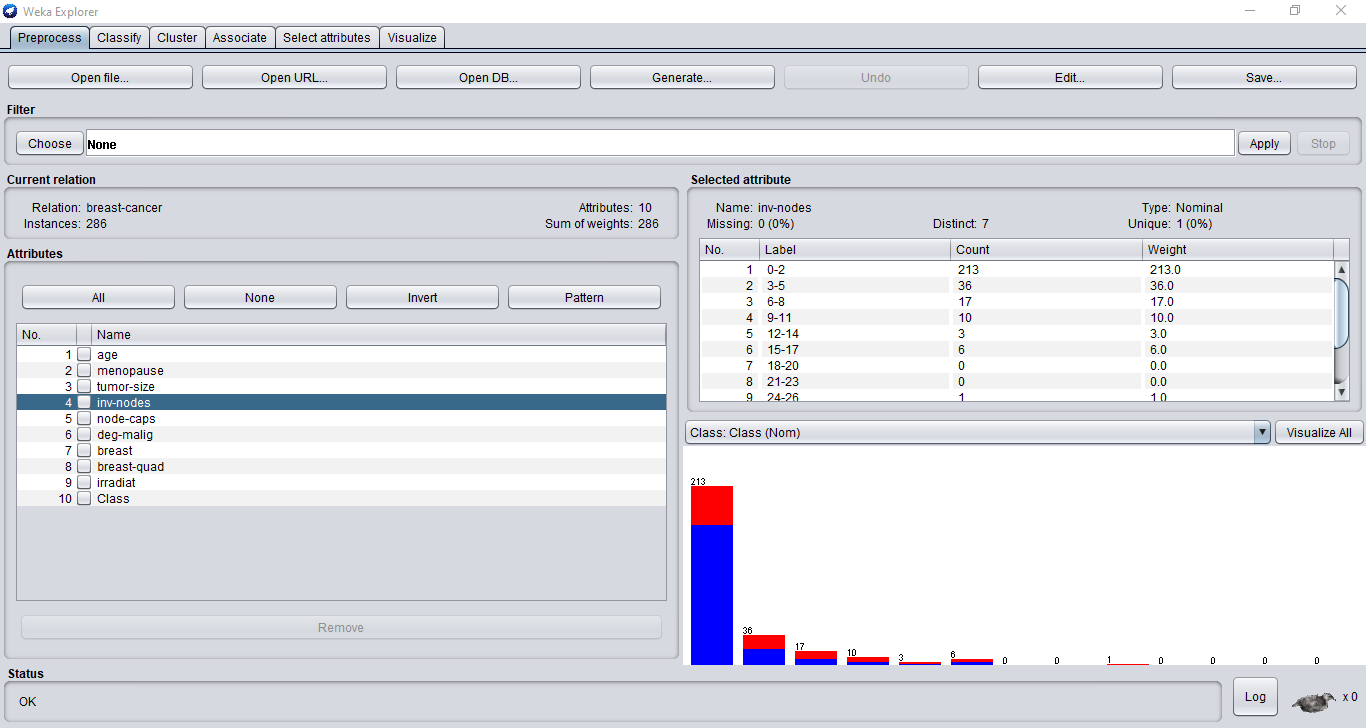 Weka Explorer
Preprocess Classify Cluster Associate Select attributes Visualize
Open file... Open URL... Open DB... Generate... Undo Edit... Save...
Filter
Choose None Apply Stop
Current relation
Relation: breast-cancer Attributes: 10
Instances: 286 Sum of weights: 286
Attributes
All None Invert Pattern
No. Name
1 age
2 menopause
3 tumor-size
4 inv-nodes
5 node-caps
6 deg-malig
7 breast
8 breast-quad
9 irradiat
10 Class
Remove
Selected attribute
Name: inv-nodes Type: Nominal
Missing: 0 (0%) Distinct: 7 Unique: 1 (0%)
No. Label Count Weight
1 0-2 213 213.0
2 3-5 36 36.0
3 6-8 17 17.0
4 9-11 10 10.0
5 12-14 3 3.0
6 15-17 6 6.0
7 18-20 0 0.0
8 21-23 0 0.0
9 24-26 1 1.0
Class: Class (Nom) Visualize All
213
36
17
10
3
6
0
0
1
0
0
0
0
Status
OK
Log x 0